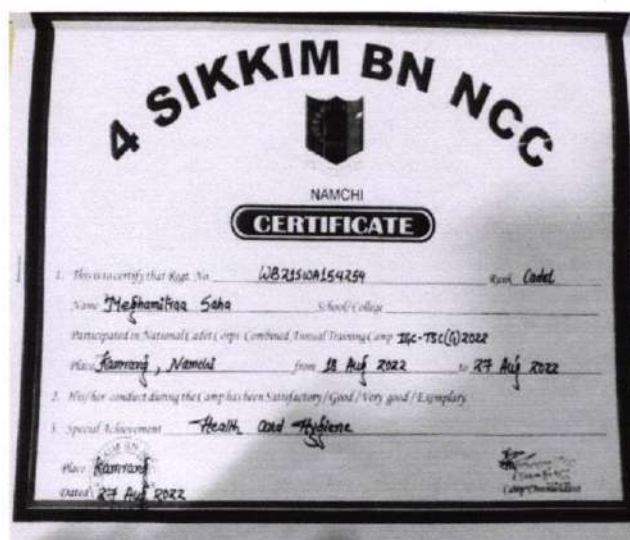 4 SIKKIM BN NCC
NAMCHI
CERTIFICATE
1. This is to certify that Regt. No. WB21SWA154254 Rank Cadet
Name Meghamitraa Saha School/College
Participated in National Cadet Corps Combined Annual Training Camp IGC-TSC(G) 2022
Place Kamrang, Namchi from 18 Aug 2022 to 27 Aug 2022
2. His/her conduct during the Camp has been Satisfactory/Good/Very good/Exemplary
3. Special Achievement Health and Hygiene
Place Kamrang
Dated 27 Aug 2022
Camp Commandant